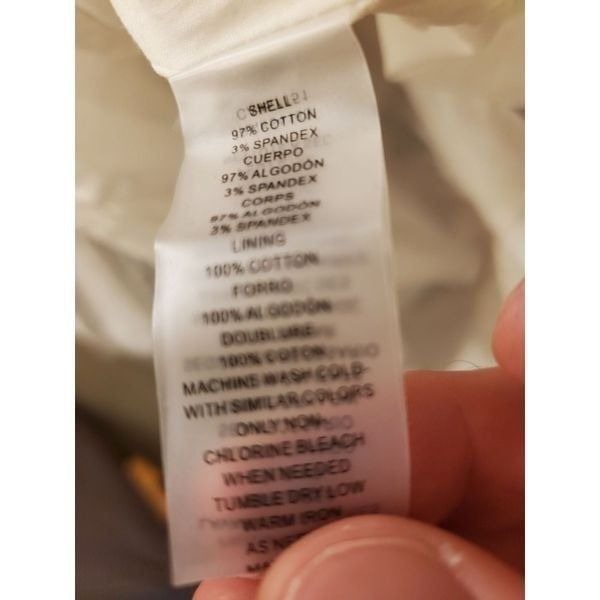 SHELL
97% COTTON
3% SPANDEX
CUERPO
97% ALGODÓN
3% SPANDEX
CORPS
97% ALGODÓN
3% SPANDEX
LINING
100% COTTON
FORRO
100% ALGODÓN
DOUBLURE
100% COTON
MACHINE WASH COLD
WITH SIMILAR COLORS
ONLY NON-
CHLORINE BLEACH
WHEN NEEDED
TUMBLE DRY LOW
WARM IRON
AS